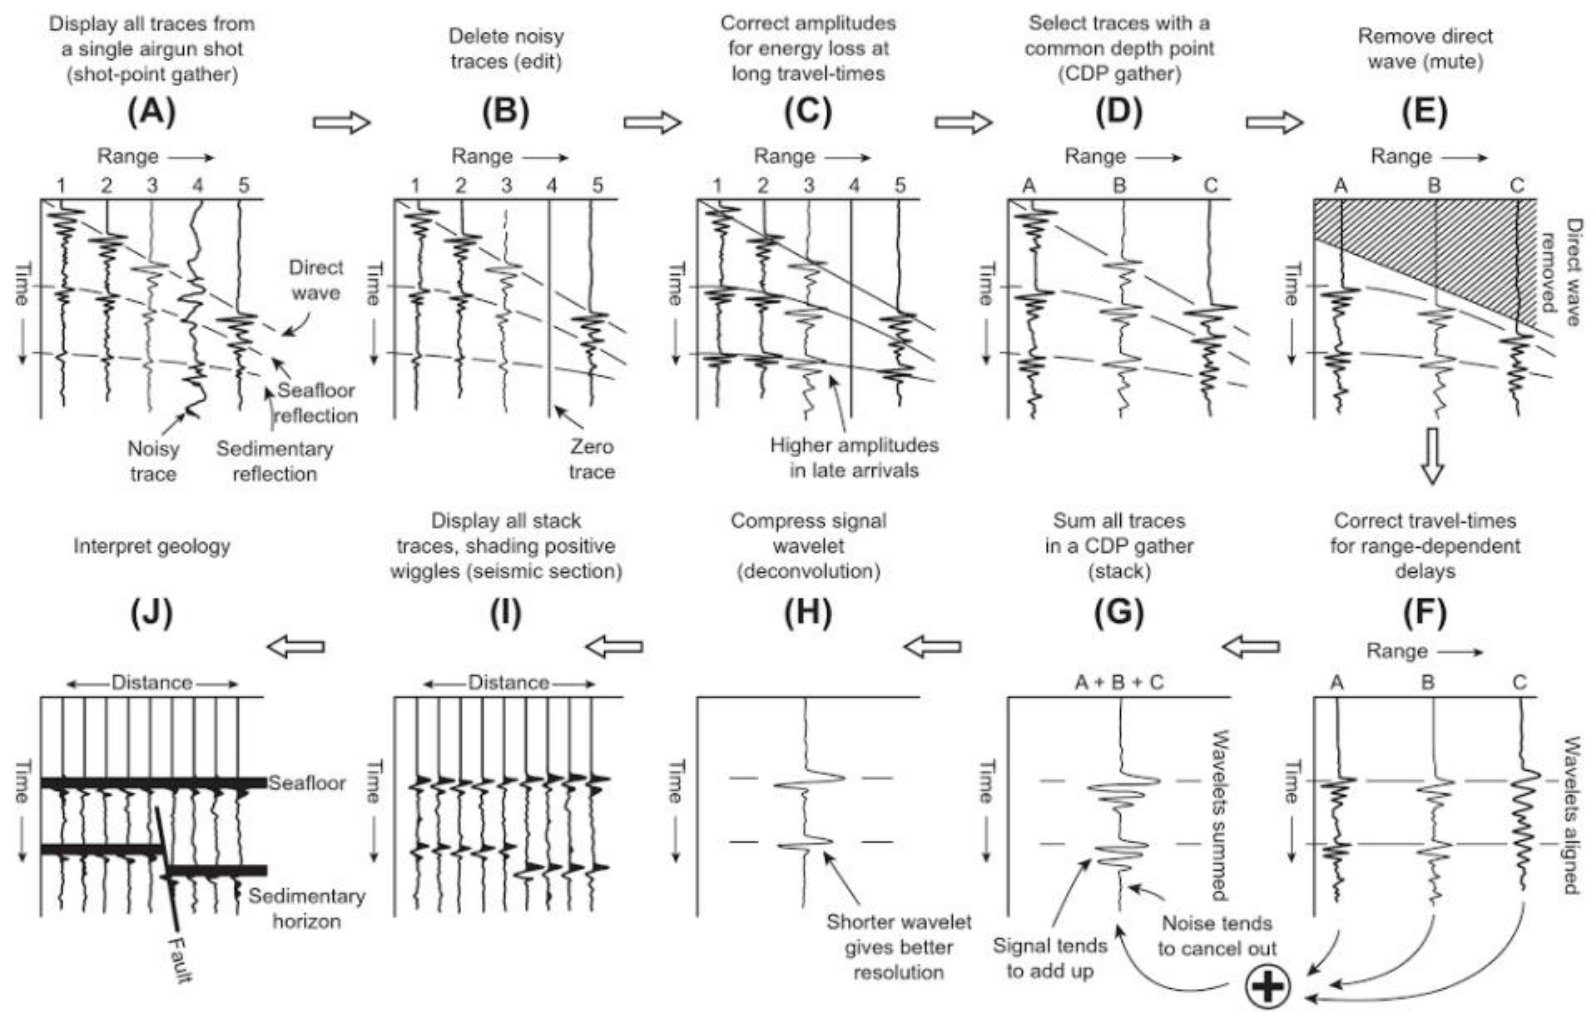 Display all traces from
a single airgun shot
(shot-point gather)
(A)
Range
1 2 3 4 5
Time
Direct
wave
Seafloor
reflection
Noisy
trace
Sedimentary
reflection
Delete noisy
traces (edit)
(B)
Range
1 2 3 4 5
Time
Zero
trace
Correct amplitudes
for energy loss at
long travel-times
(C)
Range
1 2 3 4 5
Time
Higher amplitudes
in late arrivals
Select traces with a
common depth point
(CDP gather)
(D)
Range
A B C
Time
Remove direct
wave (mute)
(E)
Range
A B C
Time
Direct wave
removed
Correct travel-times
for range-dependent
delays
(F)
Range
A B C
Time
Wavelets aligned
Sum all traces
in a CDP gather
(stack)
(G)
A + B + C
Time
Wavelets summed
Signal tends
to add up
Noise tends
to cancel out
+
Compress signal
wavelet
(deconvolution)
(H)
Time
Shorter wavelet
gives better
resolution
Display all stack
traces, shading positive
wiggles (seismic section)
(I)
Distance
Time
Interpret geology
(J)
Distance
Time
Seafloor
Sedimentary
horizon
Fault